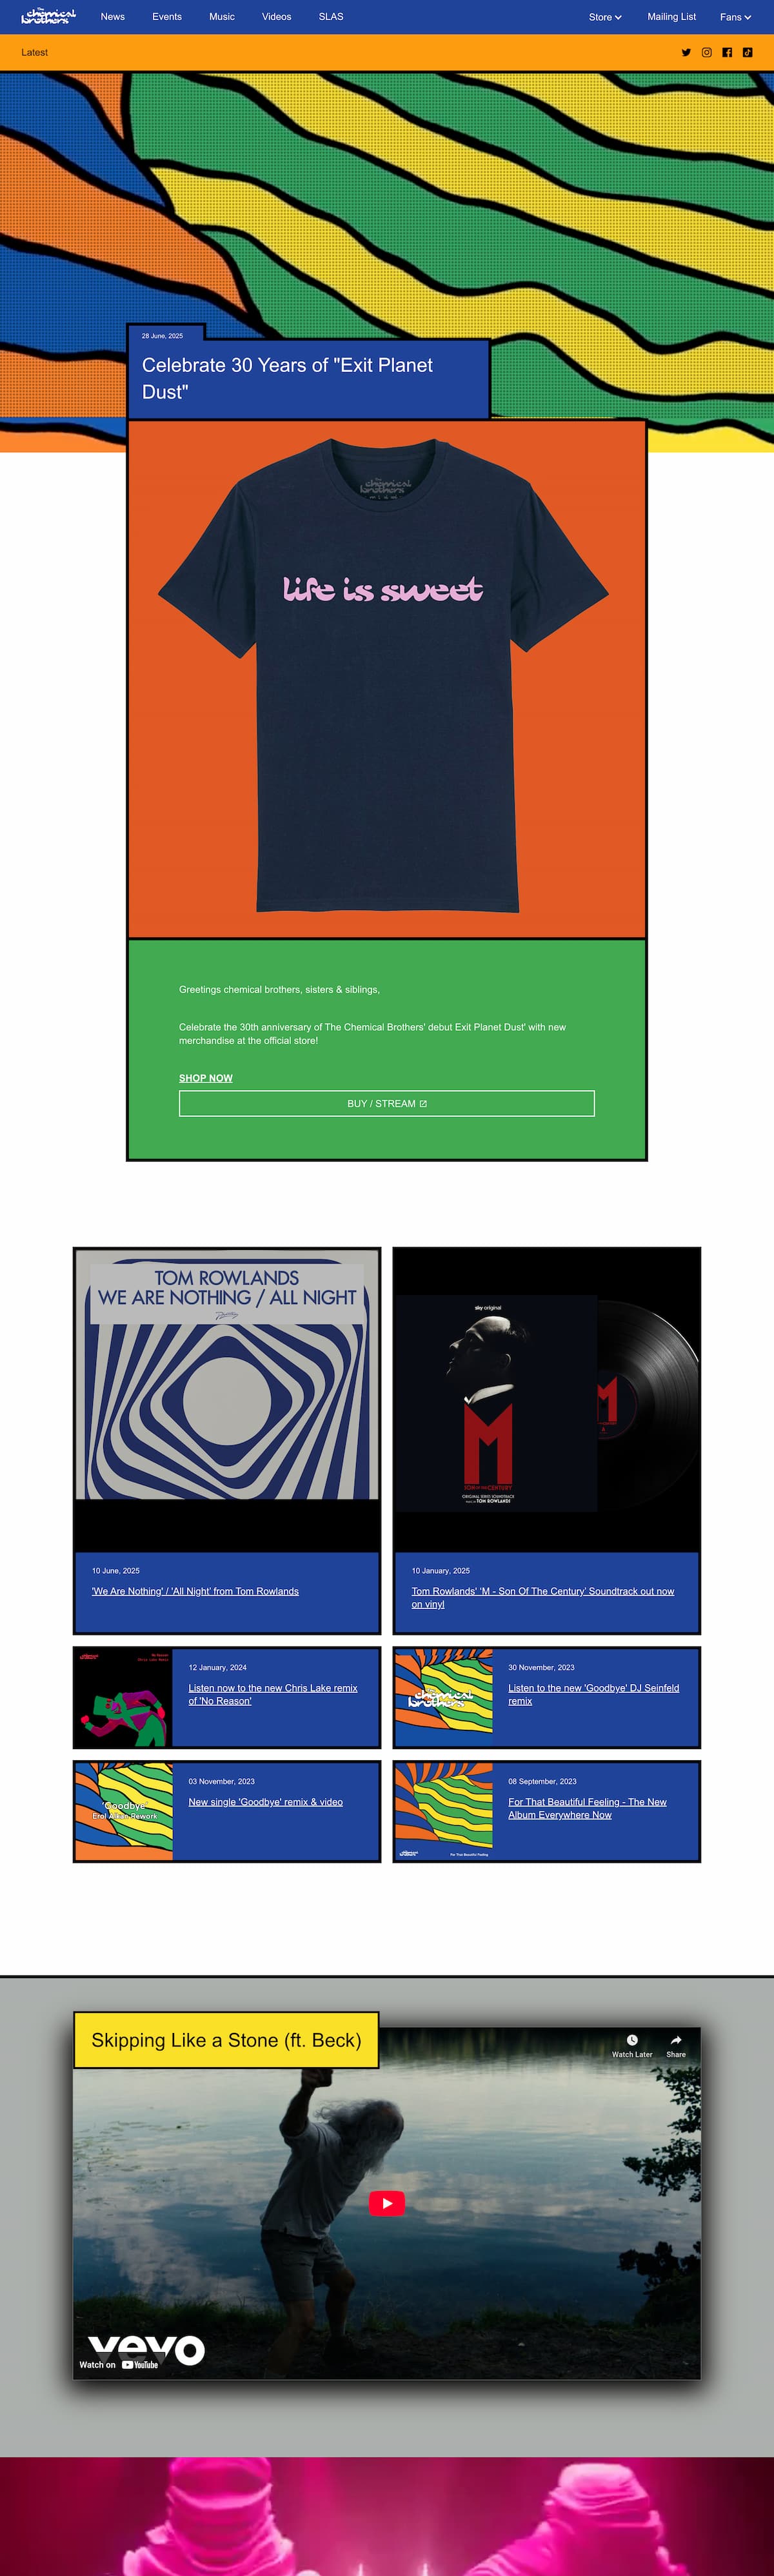 The
chemical
brothers
News
Events
Music
Videos
SLAS
Store
Mailing List
Fans
Latest
28 June, 2025
Celebrate 30 Years of "Exit Planet
Dust"
the
chemical
brothers
life is sweet
Greetings chemical brothers, sisters & siblings,
Celebrate the 30th anniversary of The Chemical Brothers' debut Exit Planet Dust' with new
merchandise at the official store!
SHOP NOW
BUY / STREAM
TOM ROWLANDS
WE ARE NOTHING / ALL NIGHT
10 June, 2025
'We Are Nothing' / 'All Night' from Tom Rowlands
sky original
M
SON OF THE CENTURY
ORIGINAL SERIES SOUNDTRACK
MUSIC BY TOM ROWLANDS
M
10 January, 2025
Tom Rowlands' 'M - Son Of The Century' Soundtrack out now
on vinyl
No Reason
Chris Lake Remix
12 January, 2024
Listen now to the new Chris Lake remix
of 'No Reason'
the
chemical
brothers
30 November, 2023
Listen to the new 'Goodbye' DJ Seinfeld
remix
'Goodbye'
Erol Alkan Rework
03 November, 2023
New single 'Goodbye' remix & video
For That Beautiful Feeling
08 September, 2023
For That Beautiful Feeling - The New
Album Everywhere Now
Skipping Like a Stone (ft. Beck)
Watch Later
Share
vevo
Watch on YouTube